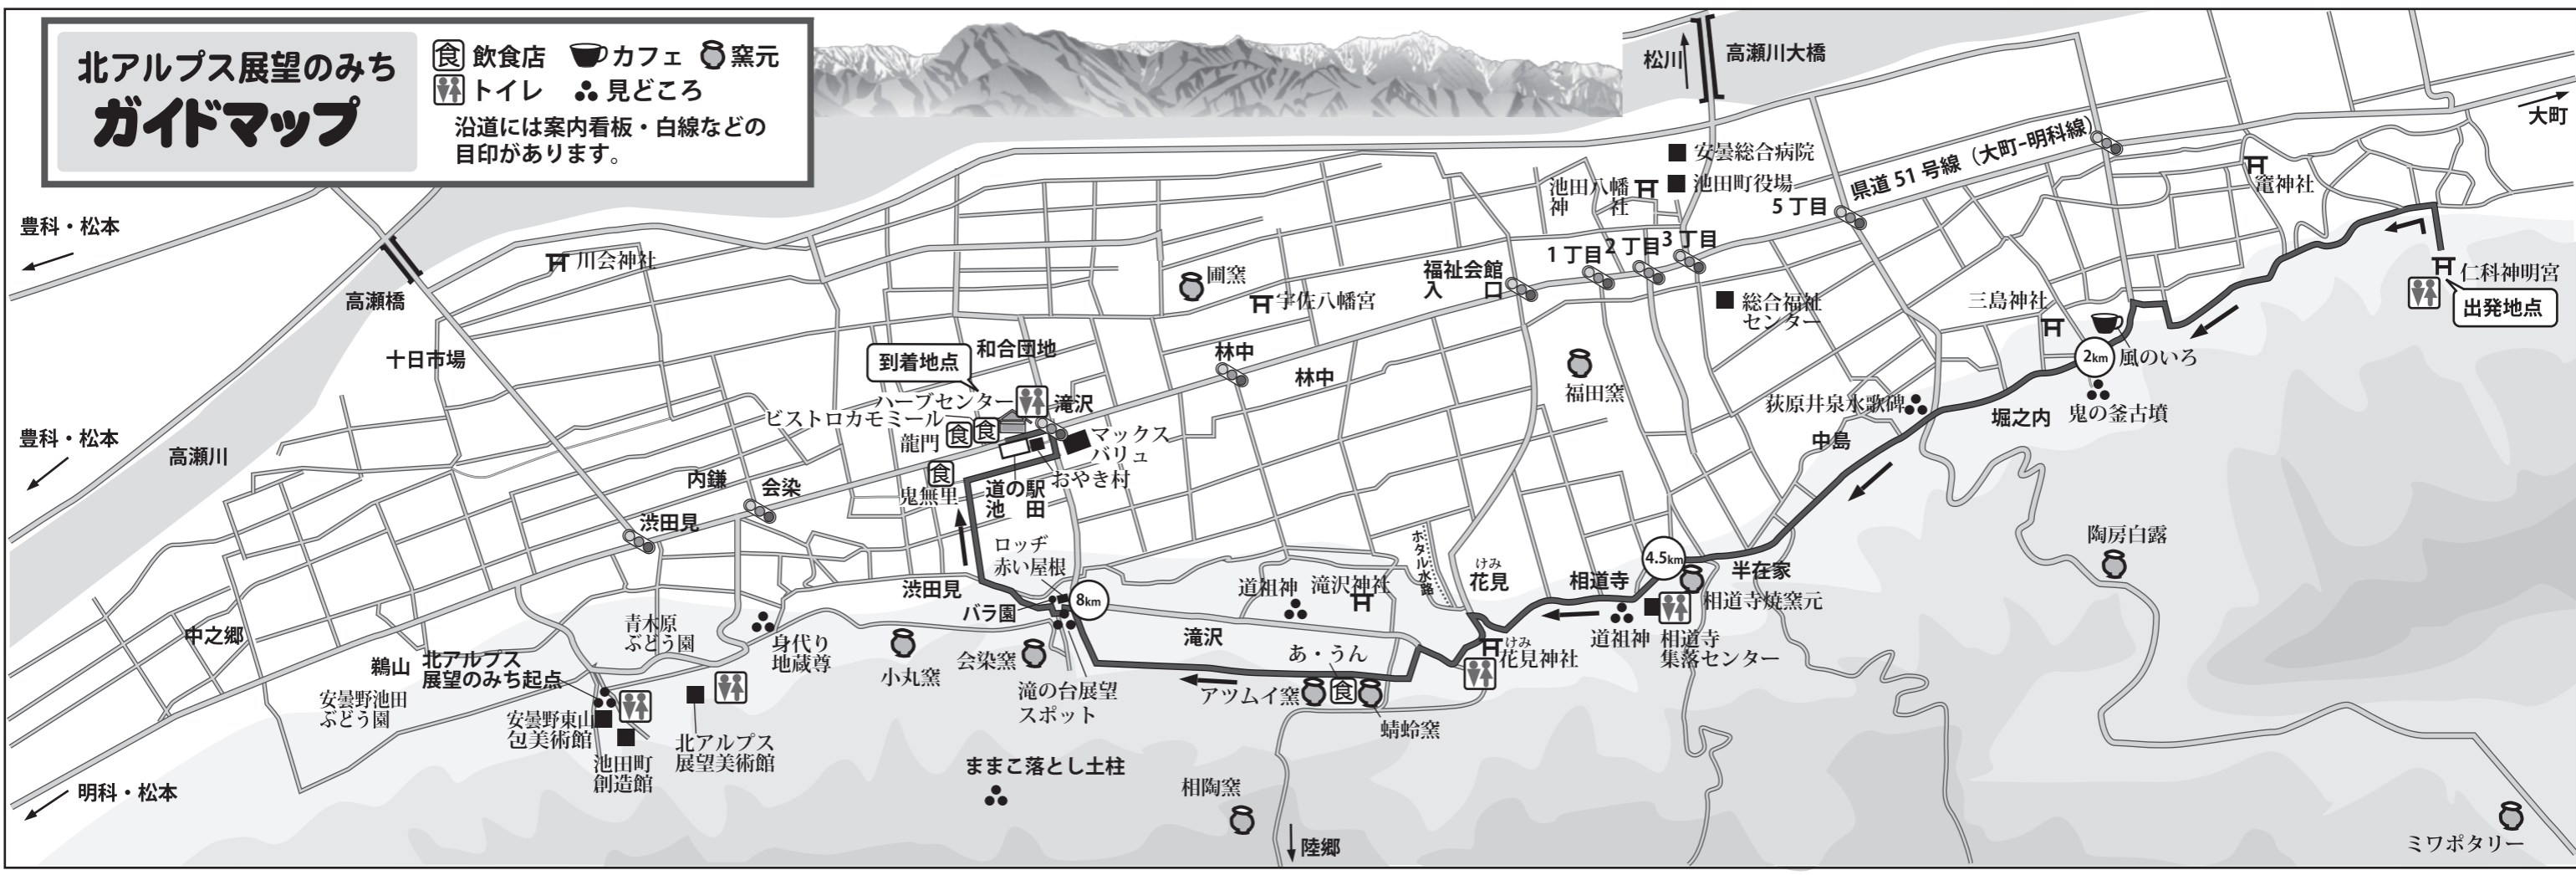 北アルプス展望のみち
ガイドマップ
食 飲食店
カフェ
窯元
トイレ
見どころ
沿道には案内看板・白線などの
目印があります。
松川
高瀬川大橋
大町
県道51号線（大町−明科線）
安曇総合病院
池田町役場
池田八幡
神　社
5丁目
竈神社
豊科・松本
川会神社
高瀬橋
圃窯
宇佐八幡宮
福祉会館
入　口
1丁目
2丁目
3丁目
総合福祉
センター
三島神社
仁科神明宮
出発地点
十日市場
到着地点
和合団地
林中
林中
福田窯
2km
風のいろ
鬼の釜古墳
堀之内
荻原井泉水歌碑
中島
ハーブセンター
滝沢
ビストロカモミール
龍門
食
食
マックス
バリュ
おやき村
食
鬼無里
道の駅
池　田
豊科・松本
高瀬川
内鎌
会染
渋田見
ロッヂ
赤い屋根
ホタル水路
けみ
花見
相道寺
4.5km
半在家
陶房白露
渋田見
バラ園
8km
道祖神
滝沢神社
相道寺焼窯元
道祖神
相道寺
集落センター
けみ
花見神社
滝沢
あ・うん
アツムイ窯
食
蜻蛉窯
中之郷
鵜山
青木原
ぶどう園
身代り
地蔵尊
小丸窯
会染窯
滝の台展望
スポット
北アルプス
展望のみち起点
安曇野池田
ぶどう園
安曇野東山
包美術館
池田町
創造館
北アルプス
展望美術館
ままこ落とし土柱
相陶窯
陸郷
明科・松本
ミワポタリー